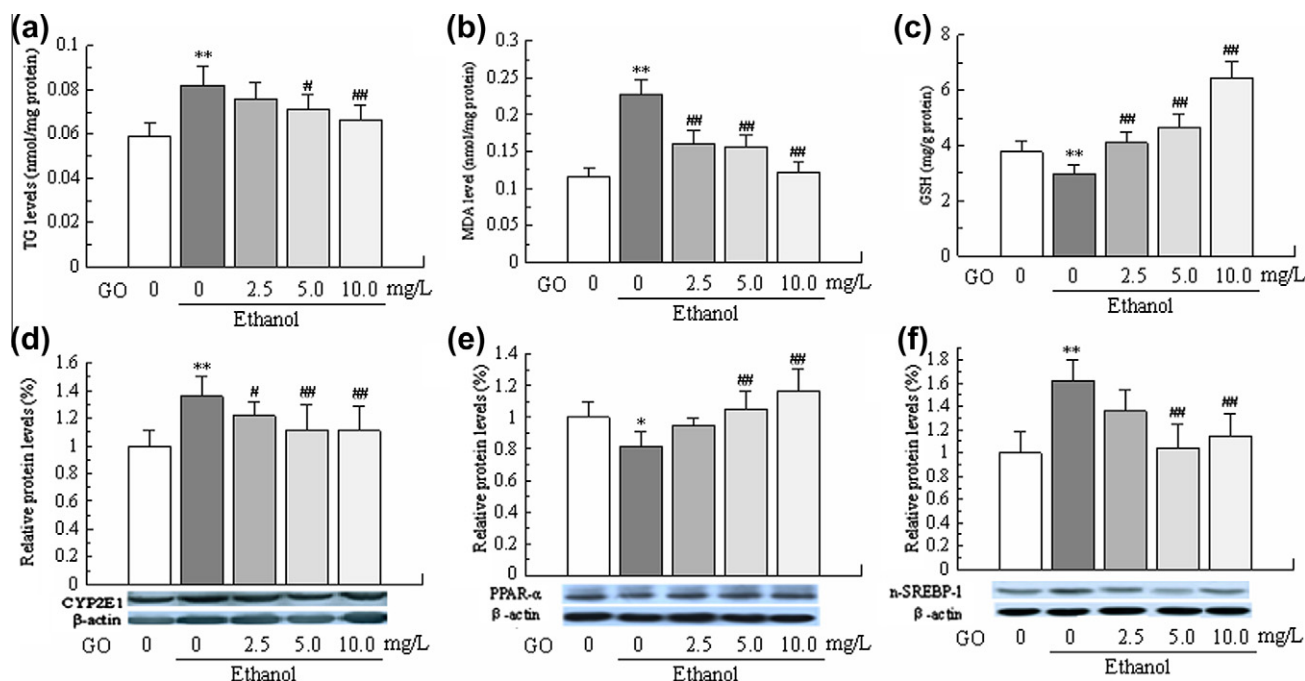 (a)
TG levels (nmol/mg protein)
0.1
0.08
0.06
0.04
0.02
0
** # ##
GO 0 0 2.5 5.0 10.0 mg/L
Ethanol
(b)
MDA level (nmol/mg protein)
0.3
0.25
0.2
0.15
0.1
0.05
0
** ## ## ##
0 0 2.5 5.0 10.0 mg/L
Ethanol
(c)
GSH (mg/g protein)
8
6
4
2
0
** ## ## ##
0 0 2.5 5.0 10.0 mg/L
Ethanol
(d)
Relative protein levels (%)
1.6
1.4
1.2
1
0.8
0.6
0.4
0.2
0
** # ## ##
CYP2E1
β-actin
GO 0 0 2.5 5.0 10.0 mg/L
Ethanol
(e)
Relative protein levels (%)
1.4
1.2
1
0.8
0.6
0.4
0.2
0
* ## ##
PPAR-α
β-actin
GO 0 0 2.5 5.0 10.0 mg/L
Ethanol
(f)
Relative protein levels (%)
1.8
1.6
1.4
1.2
1
0.8
0.6
0.4
0.2
0
** ## ##
n-SREBP-1
β-actin
GO 0 0 2.5 5.0 10.0 mg/L
Ethanol